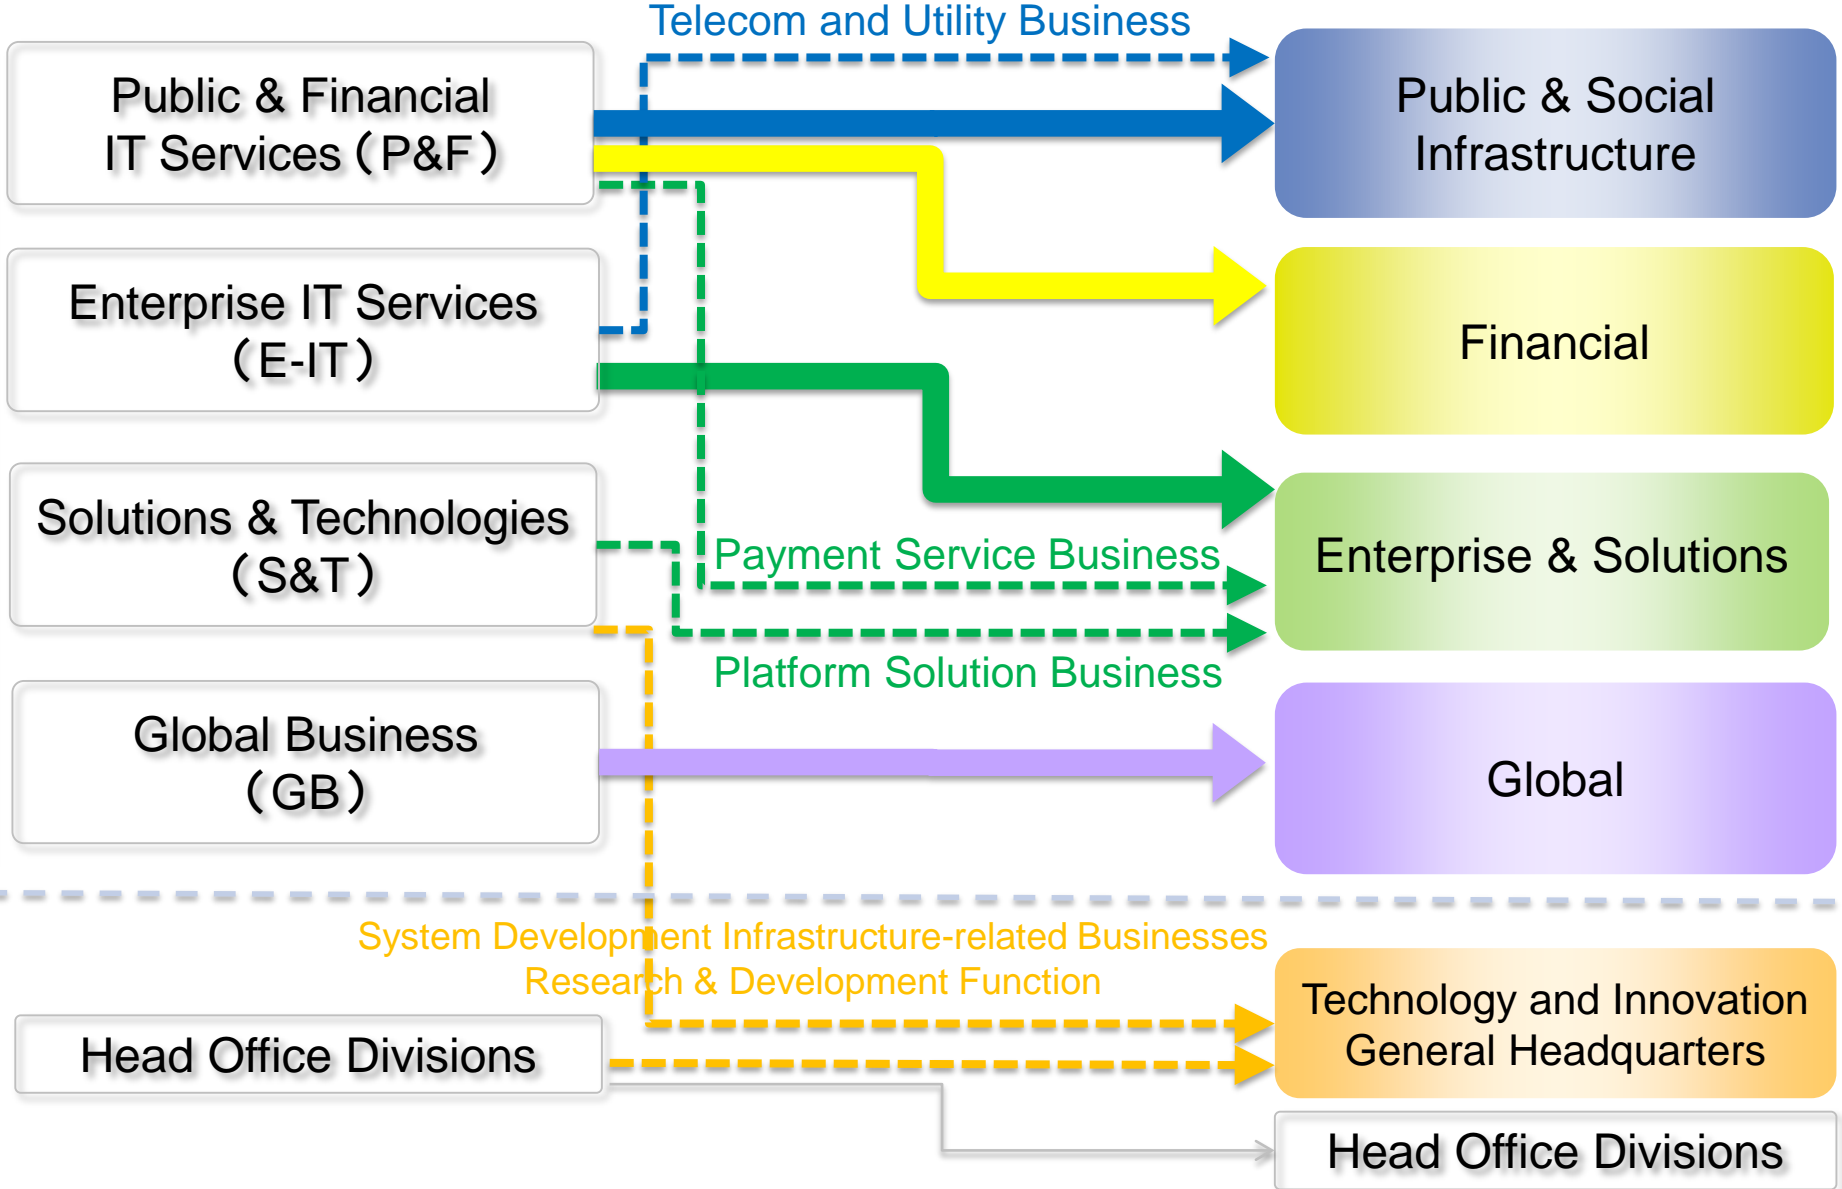 Telecom and Utility Business
Public & Financial
IT Services（P&F）
Public & Social
Infrastructure
Enterprise IT Services
（E-IT）
Financial
Solutions & Technologies
（S&T）
Payment Service Business
Enterprise & Solutions
Platform Solution Business
Global Business
（GB）
Global
System Development Infrastructure-related Businesses
Research & Development Function
Technology and Innovation
General Headquarters
Head Office Divisions
Head Office Divisions